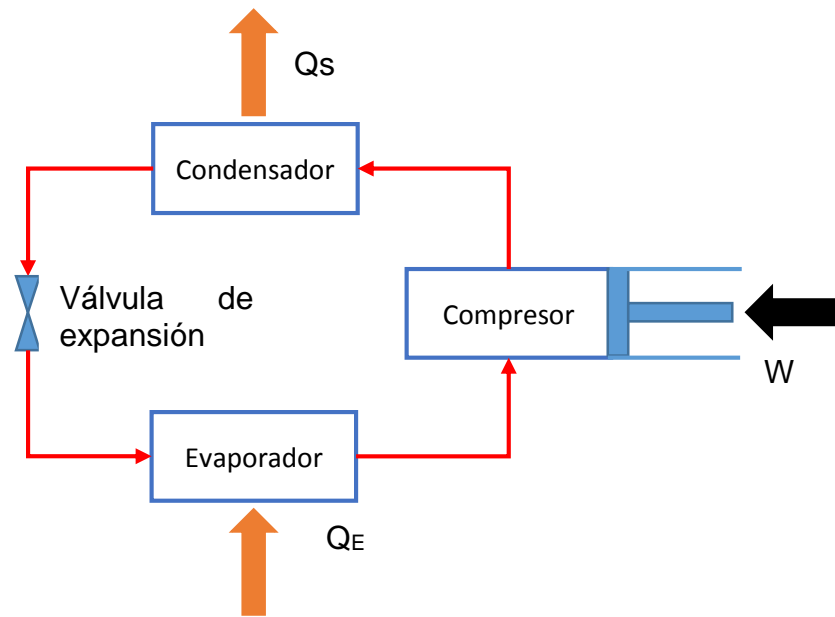 Qs
Condensador
Válvula de
expansión
Compresor
W
Evaporador
QE